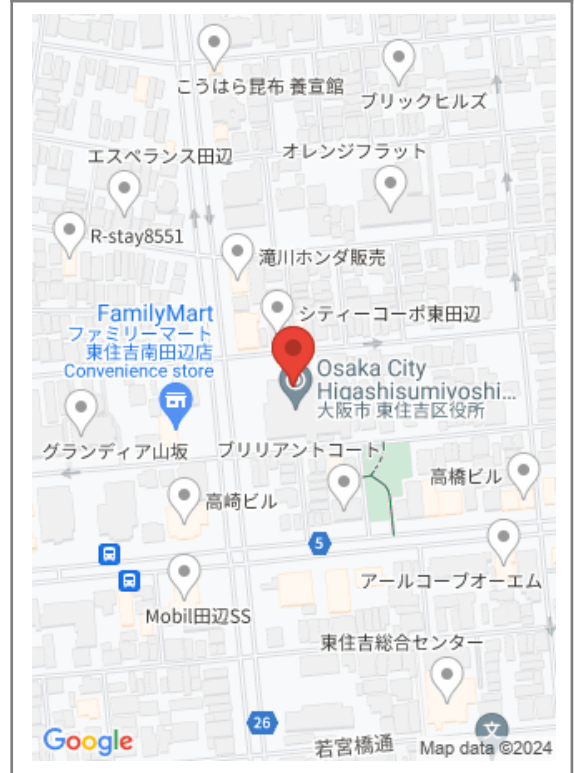 こうはら昆布 養宣館
ブリックヒルズ
エスペランス田辺
オレンジフラット
R-stay8551
滝川ホンダ販売
FamilyMart
ファミリーマート
東住吉南田辺店
Convenience store
シティーコーポ東田辺
Osaka City
Higashisumiyoshi...
大阪市 東住吉区役所
グランディア山坂
ブリリアントコート!
高橋ビル
高崎ビル
5
アールコーブオーエム
Mobil田辺SS
東住吉総合センター
26
文
Google
若宮橋通
Map data ©2024